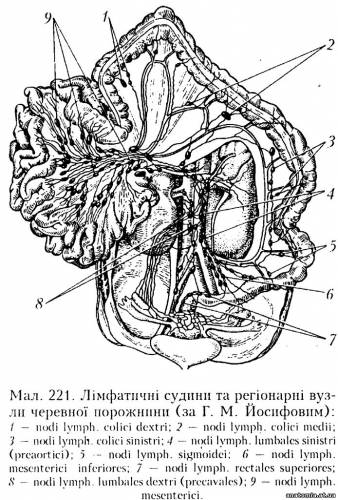 9
1
2
3
4
5
6
7
8
Мал. 221. Лімфатичні судини та регіонарні вуз-
ли черевної порожнини (за Г. М. Йосифовим):
1 — nodi lymph. colici dextri; 2 — nodi lymph. colici medii;
3 — nodi lymph. colici sinistri; 4 — nodi lymph. lumbales sinistri
(preaortici); 5 — nodi lymph. sigmoidei; 6 — nodi lymph.
mesenterici inferiores; 7 — nodi lymph. rectales superiores;
8 — nodi lymph. lumbales dextri (precavales); 9 — nodi lymph.
mesenterici.
anatomia.at.ua